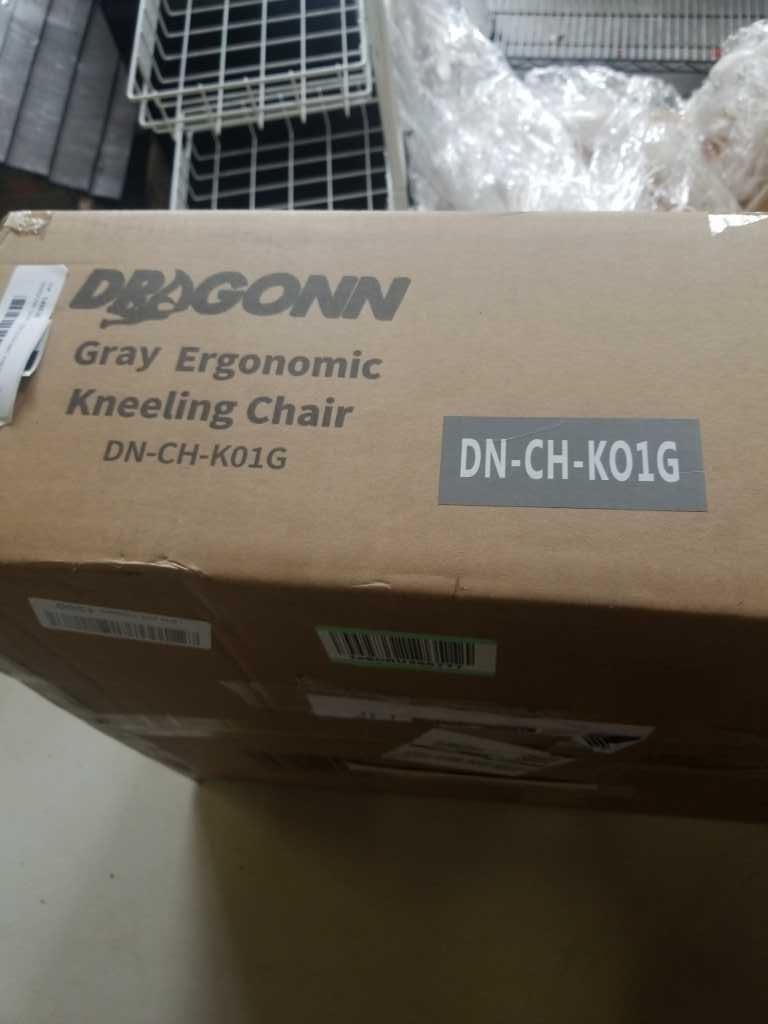 DRAGONN
Gray Ergonomic
Kneeling Chair
DN-CH-K01G
DN-CH-K01G